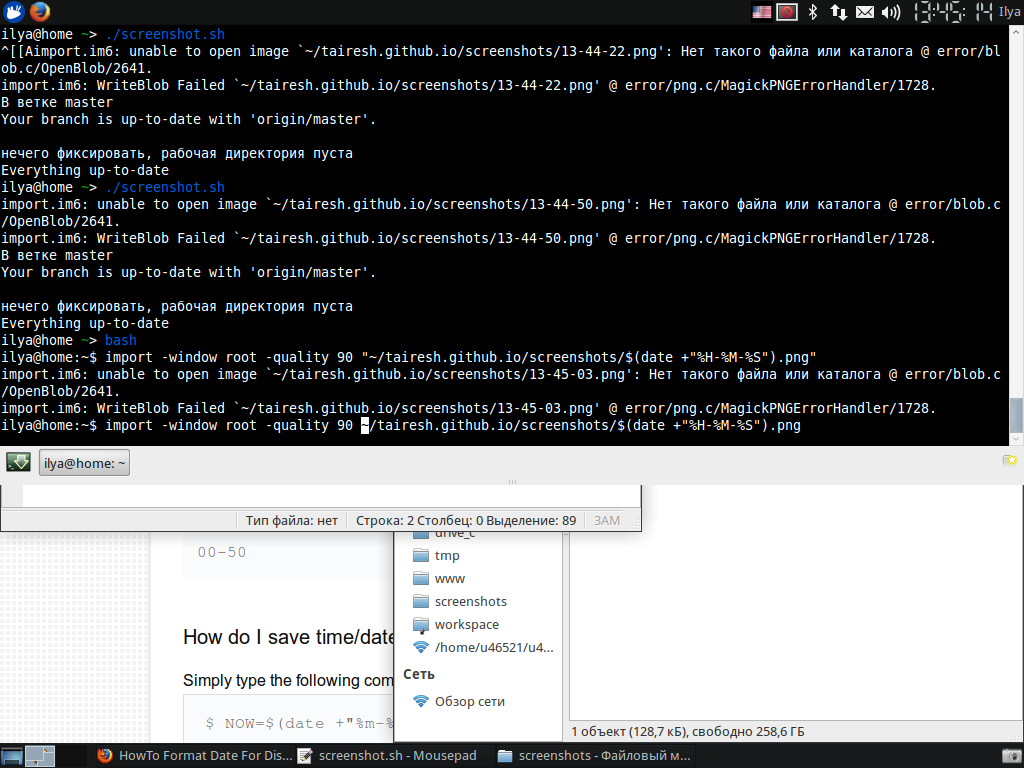 13:45: 14 Ilya
ilya@home ~> ./screenshot.sh
^[[Aimport.im6: unable to open image `~/tairesh.github.io/screenshots/13-44-22.png': Нет такого файла или каталога @ error/bl
ob.c/OpenBlob/2641.
import.im6: WriteBlob Failed `~/tairesh.github.io/screenshots/13-44-22.png' @ error/png.c/MagickPNGErrorHandler/1728.
В ветке master
Your branch is up-to-date with 'origin/master'.
нечего фиксировать, рабочая директория пуста
Everything up-to-date
ilya@home ~> ./screenshot.sh
import.im6: unable to open image `~/tairesh.github.io/screenshots/13-44-50.png': Нет такого файла или каталога @ error/blob.c
/OpenBlob/2641.
import.im6: WriteBlob Failed `~/tairesh.github.io/screenshots/13-44-50.png' @ error/png.c/MagickPNGErrorHandler/1728.
В ветке master
Your branch is up-to-date with 'origin/master'.
нечего фиксировать, рабочая директория пуста
Everything up-to-date
ilya@home ~> bash
ilya@home:~$ import -window root -quality 90 "~/tairesh.github.io/screenshots/$(date +"%H-%M-%S").png"
import.im6: unable to open image `~/tairesh.github.io/screenshots/13-45-03.png': Нет такого файла или каталога @ error/blob.c
/OpenBlob/2641.
import.im6: WriteBlob Failed `~/tairesh.github.io/screenshots/13-45-03.png' @ error/png.c/MagickPNGErrorHandler/1728.
ilya@home:~$ import -window root -quality 90 ~/tairesh.github.io/screenshots/$(date +"%H-%M-%S").png
ilya@home: ~
Тип файла: нет Строка: 2 Столбец: 0 Выделение: 89 ЗАМ
00-50
How do I save time/date
Simply type the following com
$ NOW=$(date +"%m-%
drive_c
tmp
www
screenshots
workspace
/home/u46521/u4...
Сеть
Обзор сети
1 объект (128,7 кБ), свободно 258,6 ГБ
HowTo Format Date For Dis... screenshot.sh - Mousepad screenshots - Файловый м...